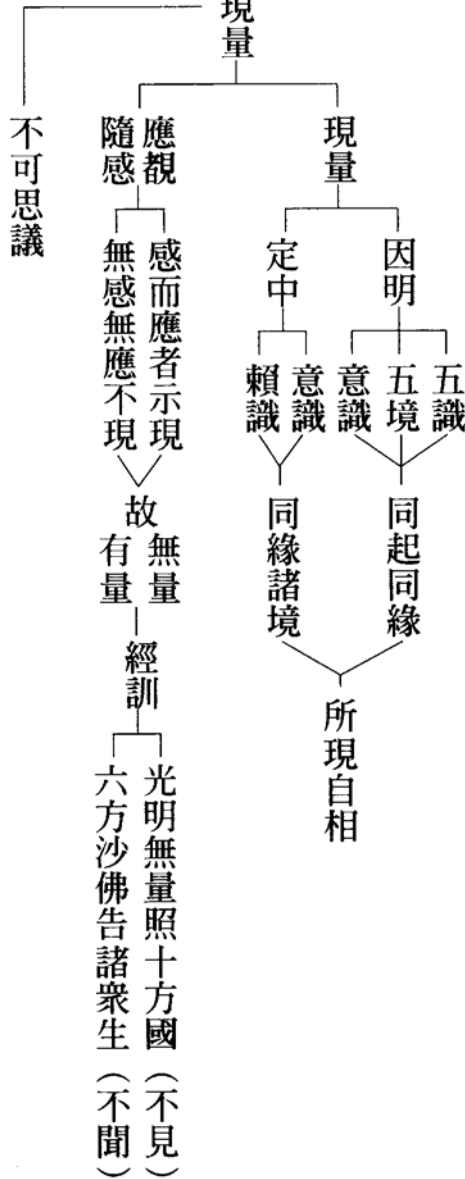 現量
現量
因明
五識
五境
意識
同起同緣
定中
意識
賴識
同緣諸境
所現自相
應覩
隨感
感而應者示現
無感無應不現
故
無量
有量
經訓
光明無量照十方國（不見）
六方沙佛告諸衆生（不聞）
不可思議